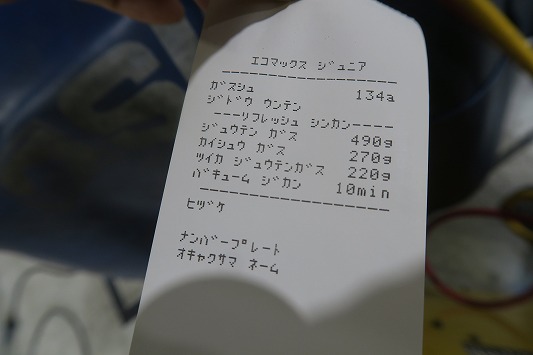 エコマックス ジュニア
--------------------
ガスシュ 134a
ジドウ ウンテン
---リフレッシュ シンカン----
ジュウテン ガス 490g
カイシュウ ガス 270g
ツイカ ジュウテンガス 220g
バキューム ジカン 10min
--------------------
ヒヅケ
ナンバープレート
オキャクサマ ネーム